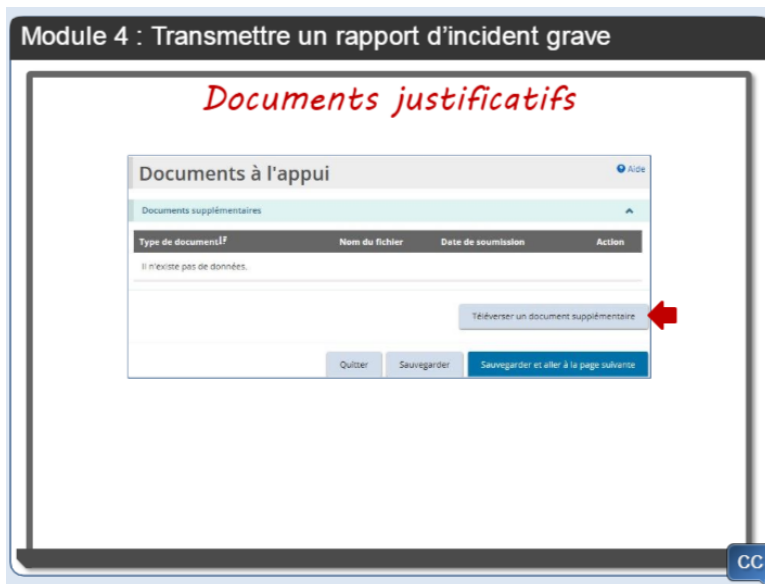 Module 4 : Transmettre un rapport d'incident grave
Documents justificatifs
Documents à l'appui
Aide
Documents supplémentaires
Type de document Nom du fichier Date de soumission Action
Il n'existe pas de données.
Téléverser un document supplémentaire
Quitter Sauvegarder Sauvegarder et aller à la page suivante
CC